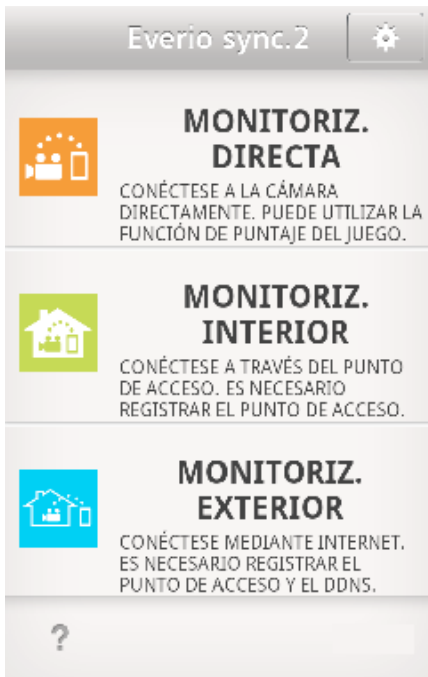 Everio sync.2
MONITORIZ.
DIRECTA
CONÉCTESE A LA CÁMARA
DIRECTAMENTE. PUEDE UTILIZAR LA
FUNCIÓN DE PUNTAJE DEL JUEGO.
MONITORIZ.
INTERIOR
CONÉCTESE A TRAVÉS DEL PUNTO
DE ACCESO. ES NECESARIO
REGISTRAR EL PUNTO DE ACCESO.
MONITORIZ.
EXTERIOR
CONÉCTESE MEDIANTE INTERNET.
ES NECESARIO REGISTRAR EL
PUNTO DE ACCESO Y EL DDNS.
?